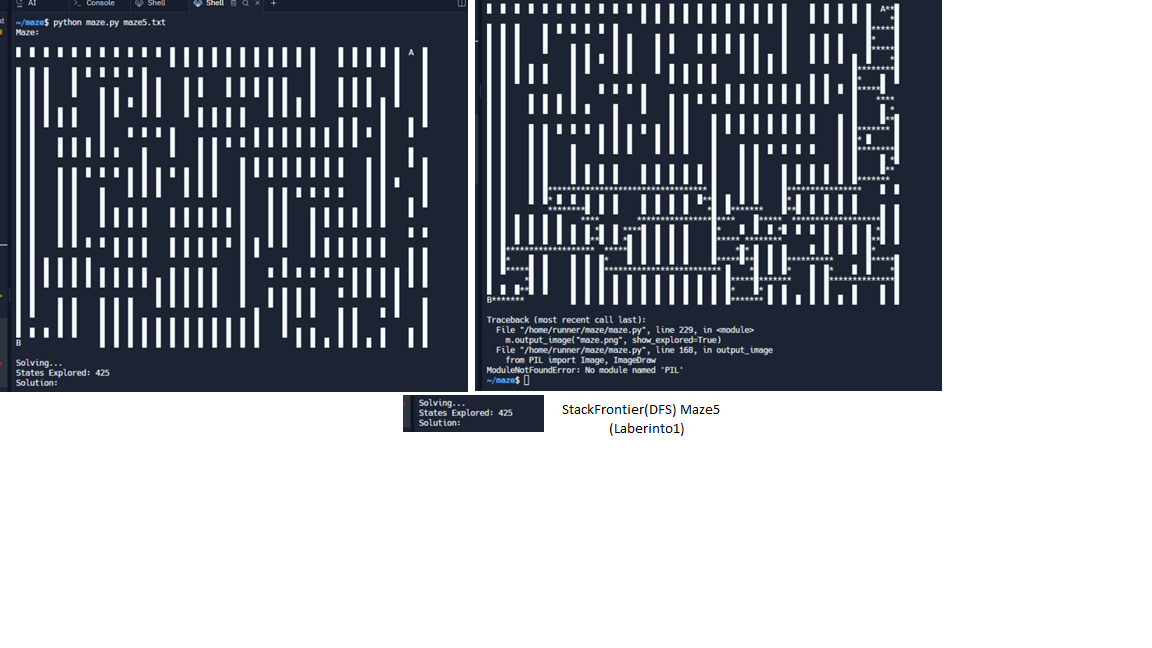 AI
Console
Shell
Shell
~/maze$ python maze.py maze5.txt
Maze:
A
B
Solving...
States Explored: 425
Solution:
A
B
Traceback (most recent call last):
File "/home/runner/maze/maze.py", line 229, in <module>
m.output_image("maze.png", show_explored=True)
File "/home/runner/maze/maze.py", line 168, in output_image
from PIL import Image, ImageDraw
ModuleNotFoundError: No module named 'PIL'
~/maze$
Solving...
States Explored: 425
Solution:
StackFrontier(DFS) Maze5
(Laberinto1)